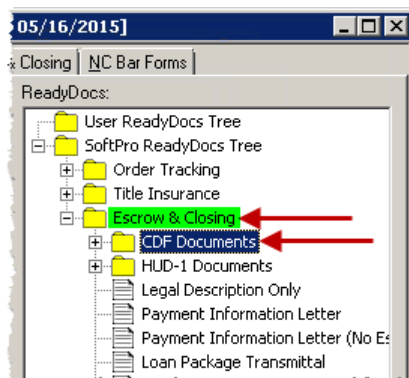 05/16/2015]
& Closing NC Bar Forms
ReadyDocs:
User ReadyDocs Tree
SoftPro ReadyDocs Tree
Order Tracking
Title Insurance
Escrow & Closing
CDF Documents
HUD-1 Documents
Legal Description Only
Payment Information Letter
Payment Information Letter (No Es
Loan Package Transmittal